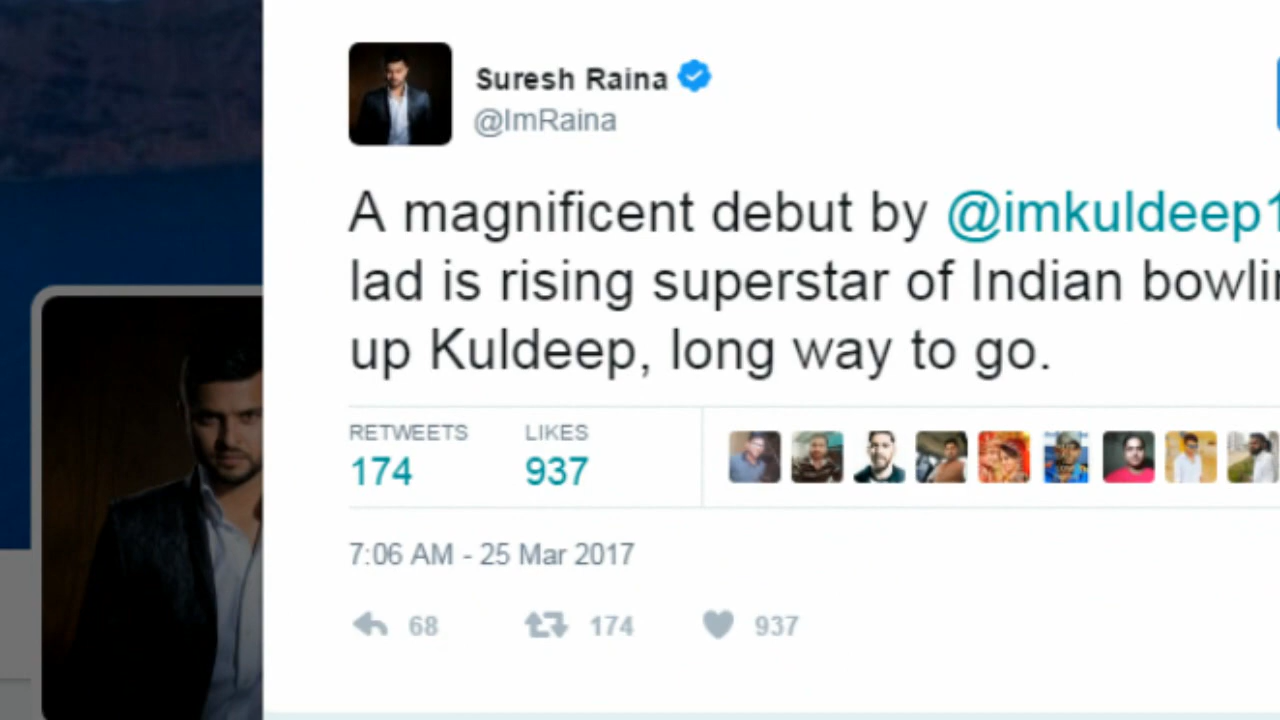 Suresh Raina
@ImRaina
A magnificent debut by @imkuldeep1
lad is rising superstar of Indian
up Kuldeep, long way to go.
RETWEETS LIKES
174 937
7:06 AM - 25 Mar 2017
68 174 937